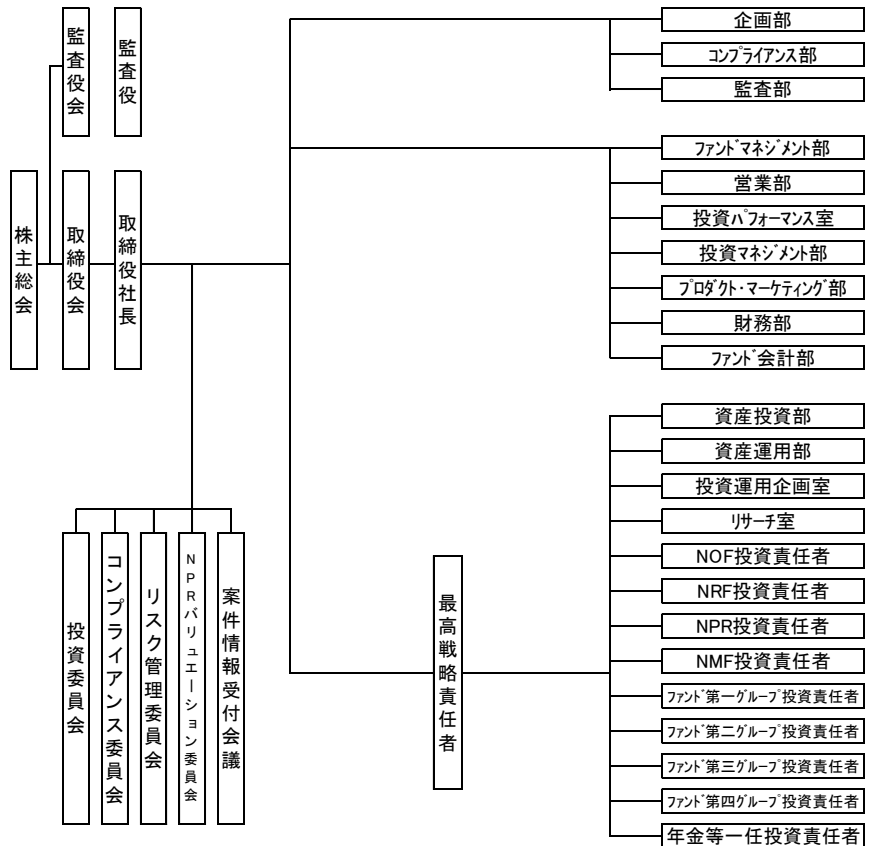 監査役会
監査役
株主総会
取締役会
取締役社長
企画部
コンプライアンス部
監査部
ファンドマネジメント部
営業部
投資パフォーマンス室
投資マネジメント部
プロダクト・マーケティング部
財務部
ファンド会計部
投資委員会
コンプライアンス委員会
リスク管理委員会
NPRバリュエーション委員会
案件情報受付会議
最高戦略責任者
資産投資部
資産運用部
投資運用企画室
リサーチ室
NOF投資責任者
NRF投資責任者
NPR投資責任者
NMF投資責任者
ファンド第一グループ投資責任者
ファンド第二グループ投資責任者
ファンド第三グループ投資責任者
ファンド第四グループ投資責任者
年金等一任投資責任者